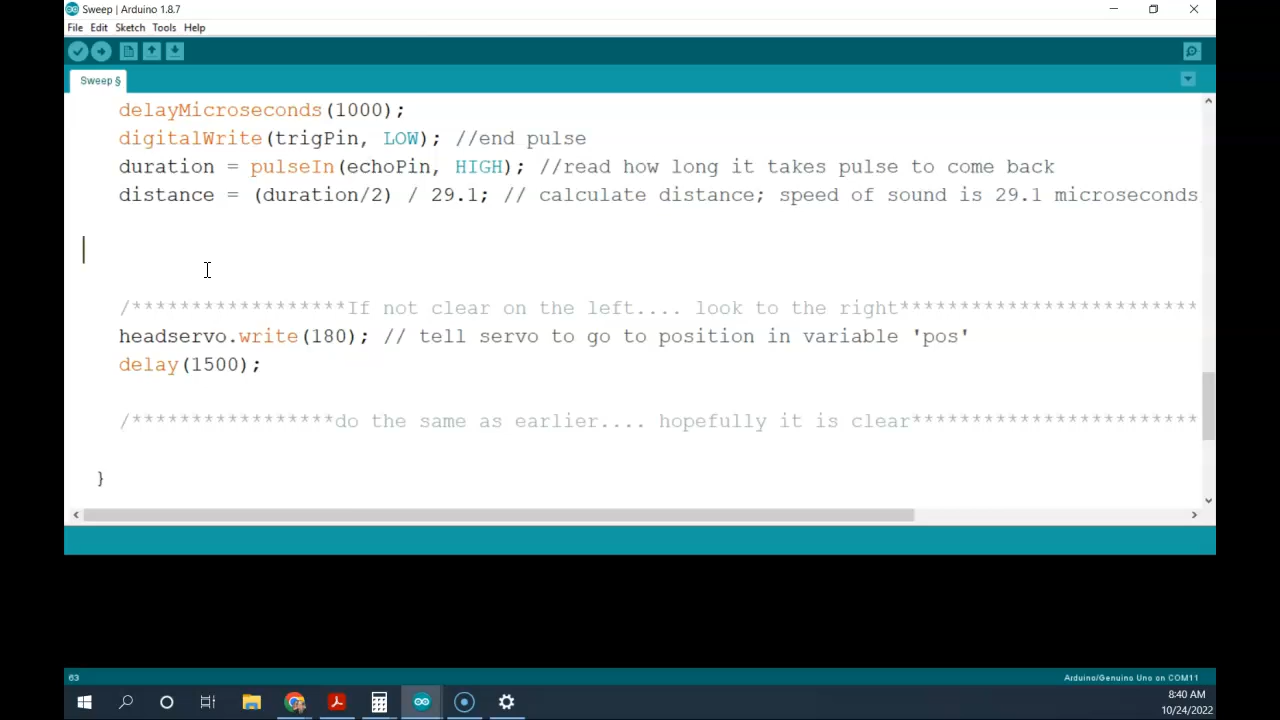 Sweep | Arduino 1.8.7
File Edit Sketch Tools Help
Sweep §
delayMicroseconds(1000);
digitalWrite(trigPin, LOW); //end pulse
duration = pulseIn(echoPin, HIGH); //read how long it takes pulse to come back
distance = (duration/2) / 29.1; // calculate distance; speed of sound is 29.1 microseconds
/******************If not clear on the left.... look to the right*************************
headservo.write(180); // tell servo to go to position in variable 'pos'
delay(1500);
/*****************do the same as earlier.... hopefully it is clear************************
}
63
Arduino/Genuino Uno on COM11
8:40 AM
10/24/2022